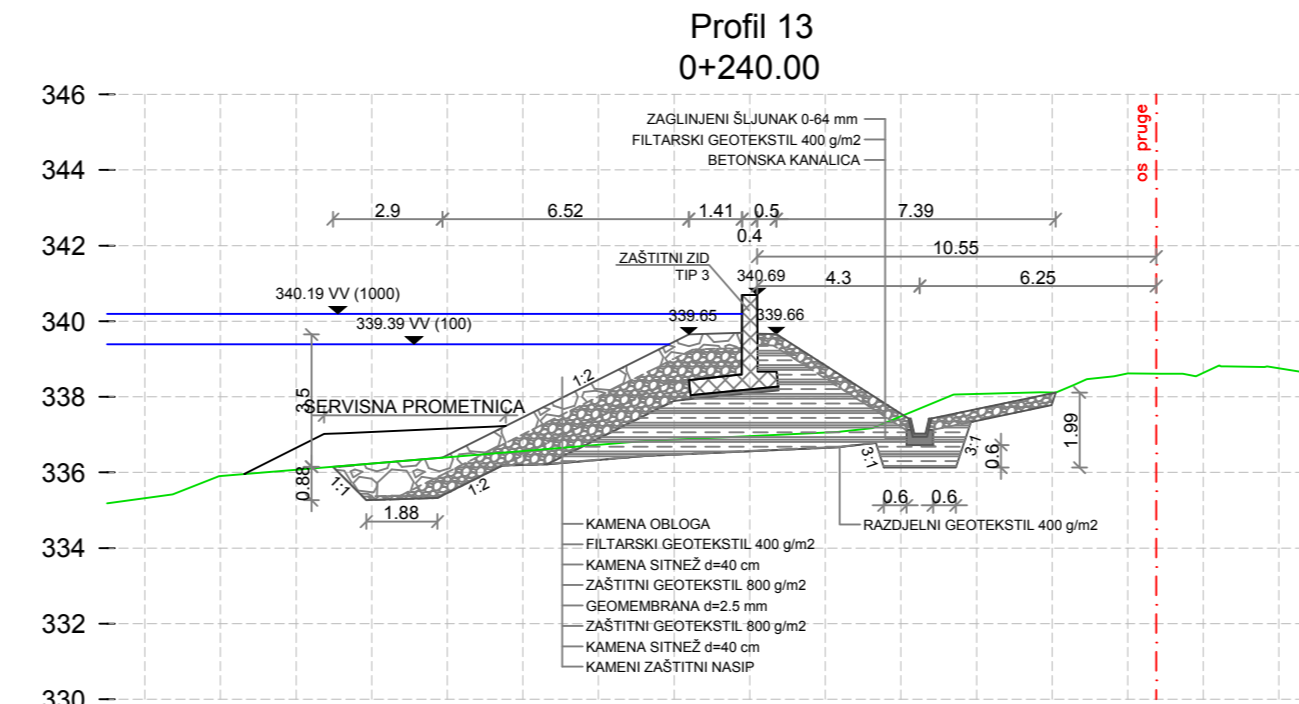 Profil 13
0+240.00
346
344
342
340
338
336
334
332
330
os pruge
ZAGLINJENI ŠLJUNAK 0-64 mm
FILTARSKI GEOTEKSTIL 400 g/m2
BETONSKA KANALICA
2.9
6.52
1.41
0.5
7.39
0.4
10.55
ZAŠTITNI ZID
TIP 3
340.69
4.3
6.25
340.19 VV (1000)
339.39 VV (100)
339.65
339.66
1:2
3.5
SERVISNA PROMETNICA
0.88
1:1
1:2
1.88
3:1
3:1
0.6
1.99
0.6
0.6
RAZDJELNI GEOTEKSTIL 400 g/m2
KAMENA OBLOGA
FILTARSKI GEOTEKSTIL 400 g/m2
KAMENA SITNEŽ d=40 cm
ZAŠTITNI GEOTEKSTIL 800 g/m2
GEOMEMBRANA d=2.5 mm
ZAŠTITNI GEOTEKSTIL 800 g/m2
KAMENA SITNEŽ d=40 cm
KAMENI ZAŠTITNI NASIP